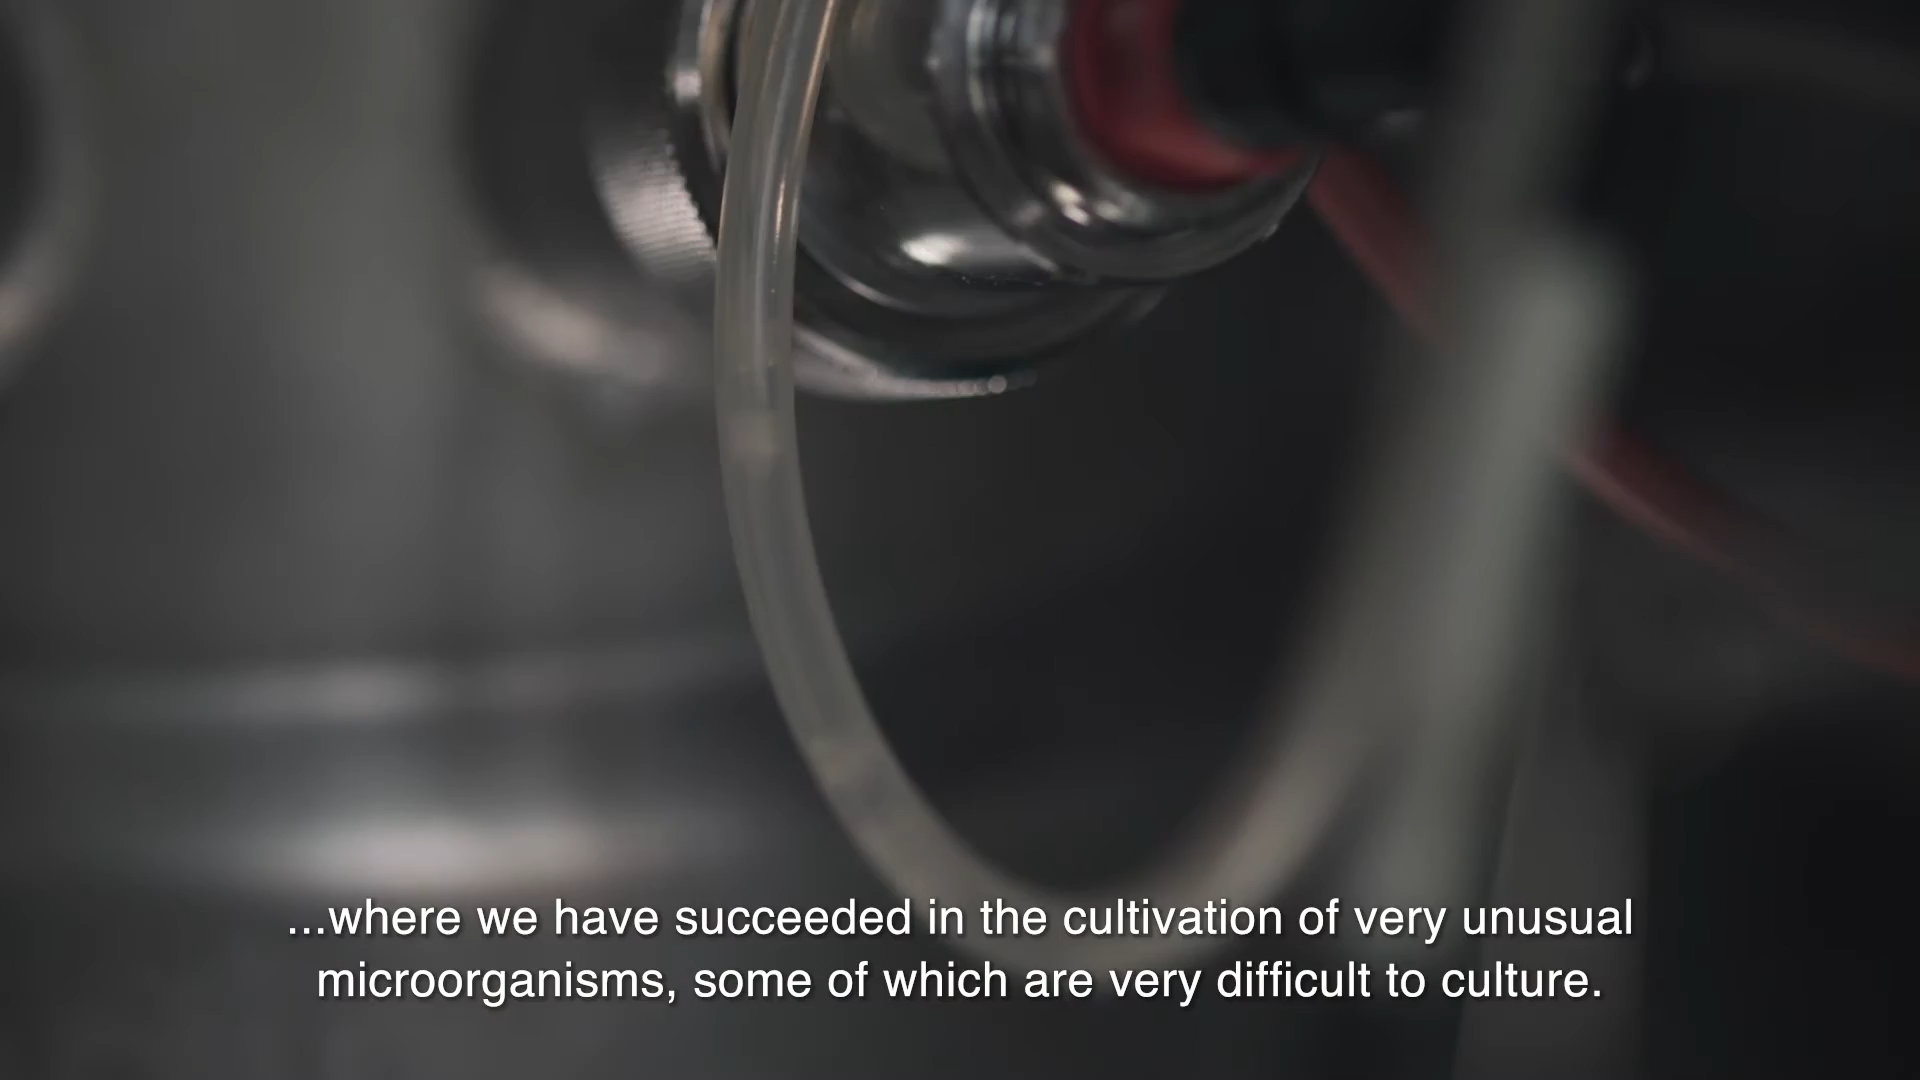 ...where we have succeeded in the cultivation of very unusual
microorganisms, some of which are very difficult to culture.